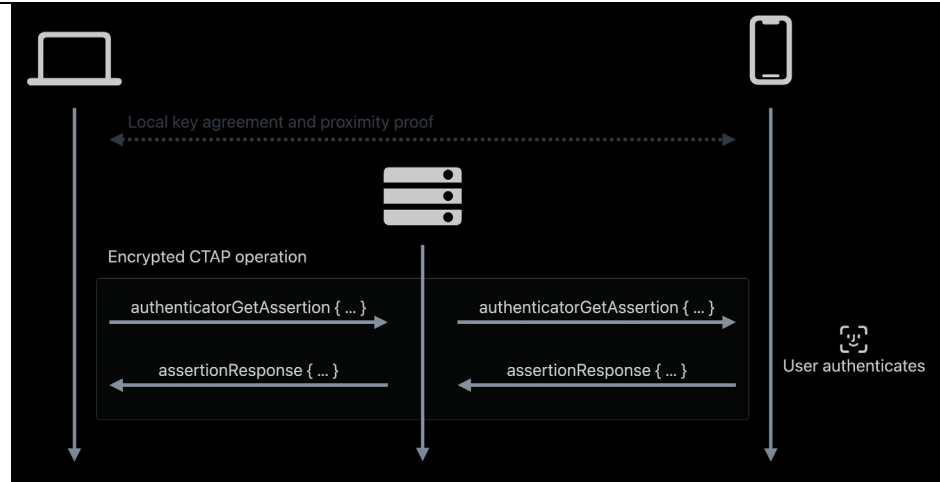 Local key agreement and proximity proof
Encrypted CTAP operation
authenticatorGetAssertion { ... }
authenticatorGetAssertion { ... }
assertionResponse { ... }
assertionResponse { ... }
User authenticates